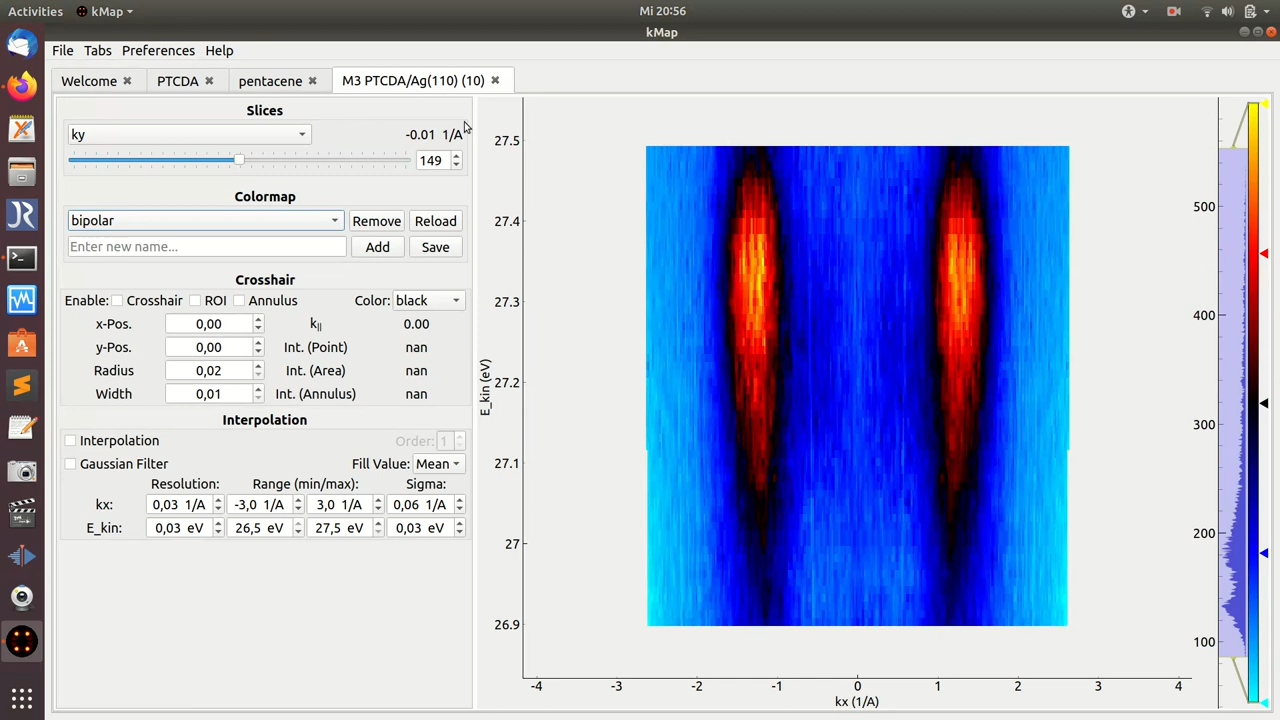 Activities kMap Mi 20:56
kMap
File Tabs Preferences Help
Welcome PTCDA pentacene M3 PTCDA/Ag(110) (10)
Slices
ky -0.01 1/A
149
Colormap
bipolar Remove Reload
Enter new name... Add Save
Crosshair
Enable: Crosshair ROI Annulus Color: black
x-Pos. 0,00 k|| 0.00
y-Pos. 0,00 Int. (Point) nan
Radius 0,02 Int. (Area) nan
Width 0,01 Int. (Annulus) nan
Interpolation
Interpolation Order: 1
Gaussian Filter Fill Value: Mean
Resolution: Range (min/max): Sigma:
kx: 0,03 1/A -3,0 1/A 3,0 1/A 0,06 1/A
E_kin: 0,03 eV 26,5 eV 27,5 eV 0,03 eV
E_kin (eV)
27.5
27.4
27.3
27.2
27.1
27
26.9
-4 -3 -2 -1 0 1 2 3 4
kx (1/A)
500
400
300
200
100
JR